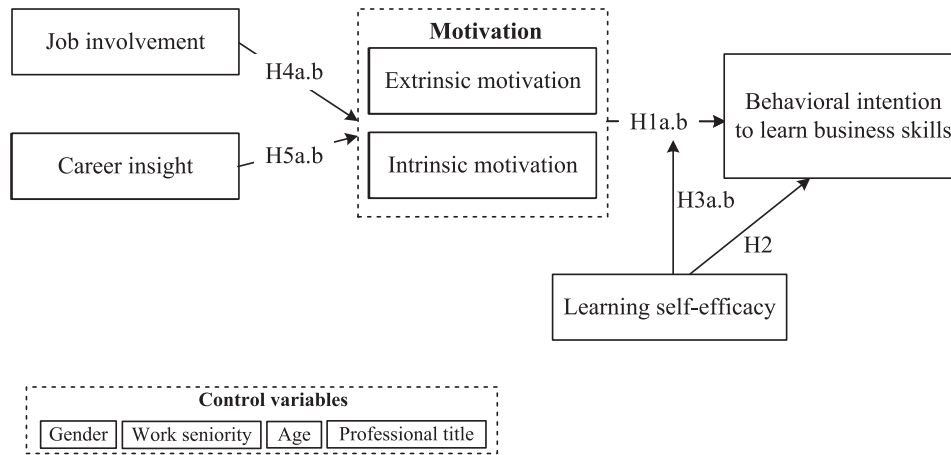 Job involvement
Career insight
H4a.b
H5a.b
Motivation
Extrinsic motivation
Intrinsic motivation
H1a.b
Behavioral intention
to learn business skills
H3a.b
H2
Learning self-efficacy
Control variables
Gender
Work seniority
Age
Professional title